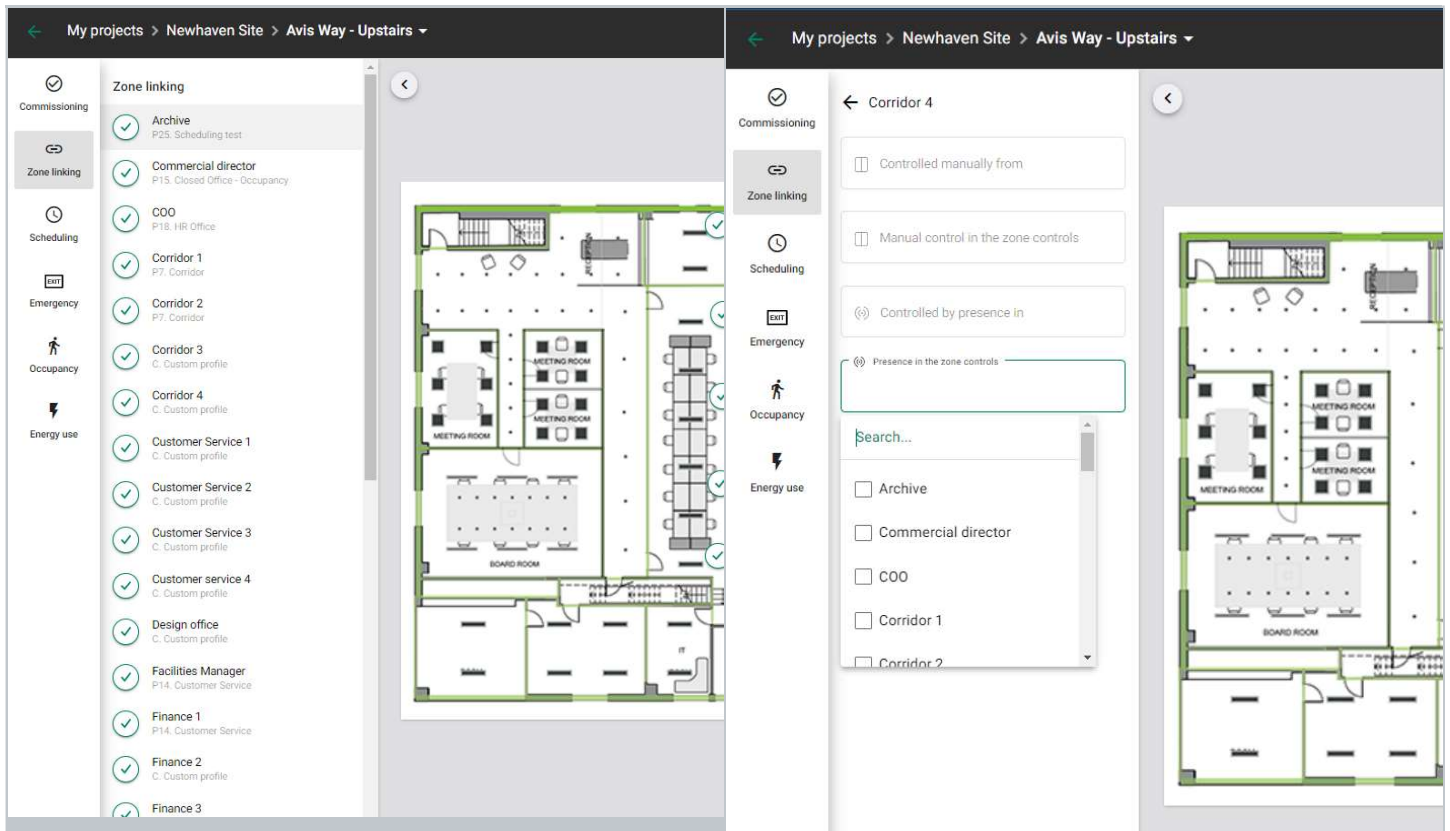 My projects > Newhaven Site > Avis Way - Upstairs
Commissioning
Zone linking
Scheduling
EXIT
Emergency
Occupancy
Energy use
Zone linking
Archive
P25. Scheduling test
Commercial director
P15. Closed Office - Occupancy
COO
P18. HR Office
Corridor 1
P7. Corridor
Corridor 2
P7. Corridor
Corridor 3
C. Custom profile
Corridor 4
C. Custom profile
Customer Service 1
C. Custom profile
Customer Service 2
C. Custom profile
Customer Service 3
C. Custom profile
Customer service 4
C. Custom profile
Design office
C. Custom profile
Facilities Manager
P14. Customer Service
Finance 1
P14. Customer Service
Finance 2
C. Custom profile
Finance 3
RECEPTION
MEETING ROOM
MEETING ROOM
MEETING ROOM
BOARD ROOM
IT
My projects > Newhaven Site > Avis Way - Upstairs
Commissioning
Zone linking
Scheduling
EXIT
Emergency
Occupancy
Energy use
Corridor 4
Controlled manually from
Manual control in the zone controls
Controlled by presence in
Presence in the zone controls
Search...
Archive
Commercial director
COO
Corridor 1
Corridor 2
RECEPTION
MEETING ROOM
MEETING ROOM
MEETING ROOM
BOARD ROOM